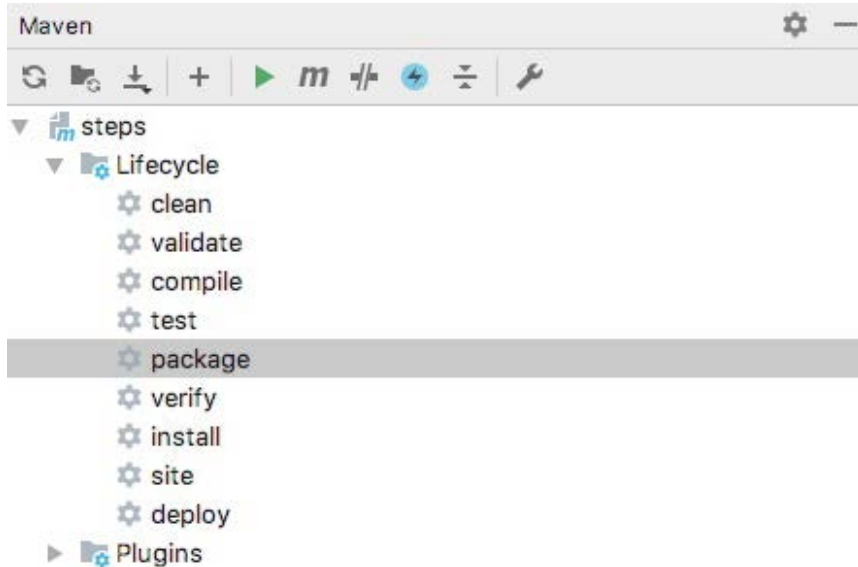 Maven
m
steps
Lifecycle
clean
validate
compile
test
package
verify
install
site
deploy
Plugins